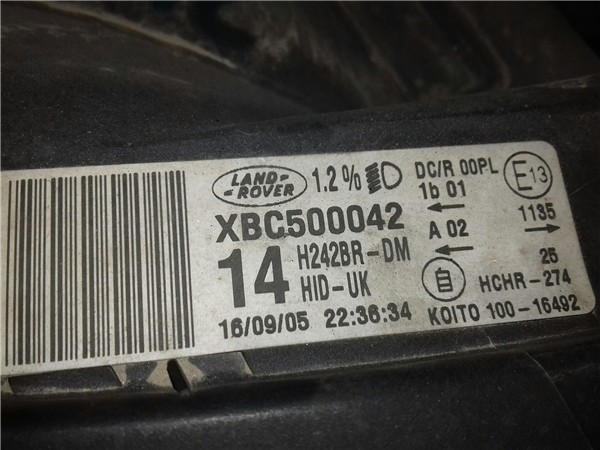 LAND-
-ROVER
1.2%
DC/R 00PL
1b 01
E13
XBC500042
A 02
1135
14
H242BR-DM
HID-UK
25
HCHR-274
16/09/05 22:36:34
KOITO 100-16492